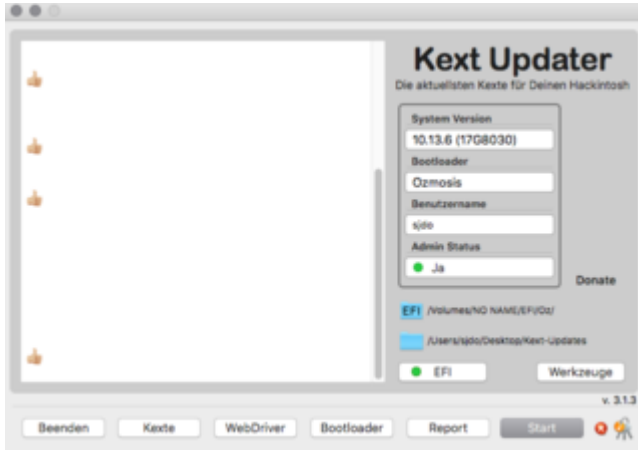 Kext Updater
Die aktuellsten Kexte für Deinen Hackintosh
System Version
10.13.6 (17G8030)
Bootloader
Ozmosis
Benutzername
sjdo
Admin Status
Ja
Donate
EFI /Volumes/NO NAME/EFI/Oz/
/Users/sjdo/Desktop/Kext-Updates
EFI
Werkzeuge
v. 3.1.3
Beenden
Kexte
WebDriver
Bootloader
Report
Start